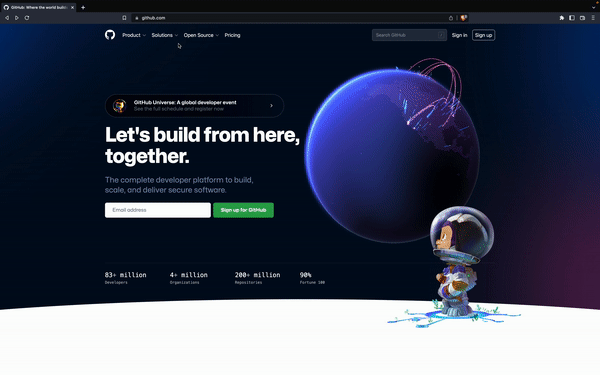 GitHub: Where the world builds
github.com
Product
Solutions
Open Source
Pricing
Search GitHub
/
Sign in
Sign up
GitHub Universe: A global developer event
See the full schedule and register now
Let's build from here,
together.
The complete developer platform to build,
scale, and deliver secure software.
Email address
Sign up for GitHub
83+ million
4+ million
200+ million
90%
Developers
Organizations
Repositories
Fortune 100